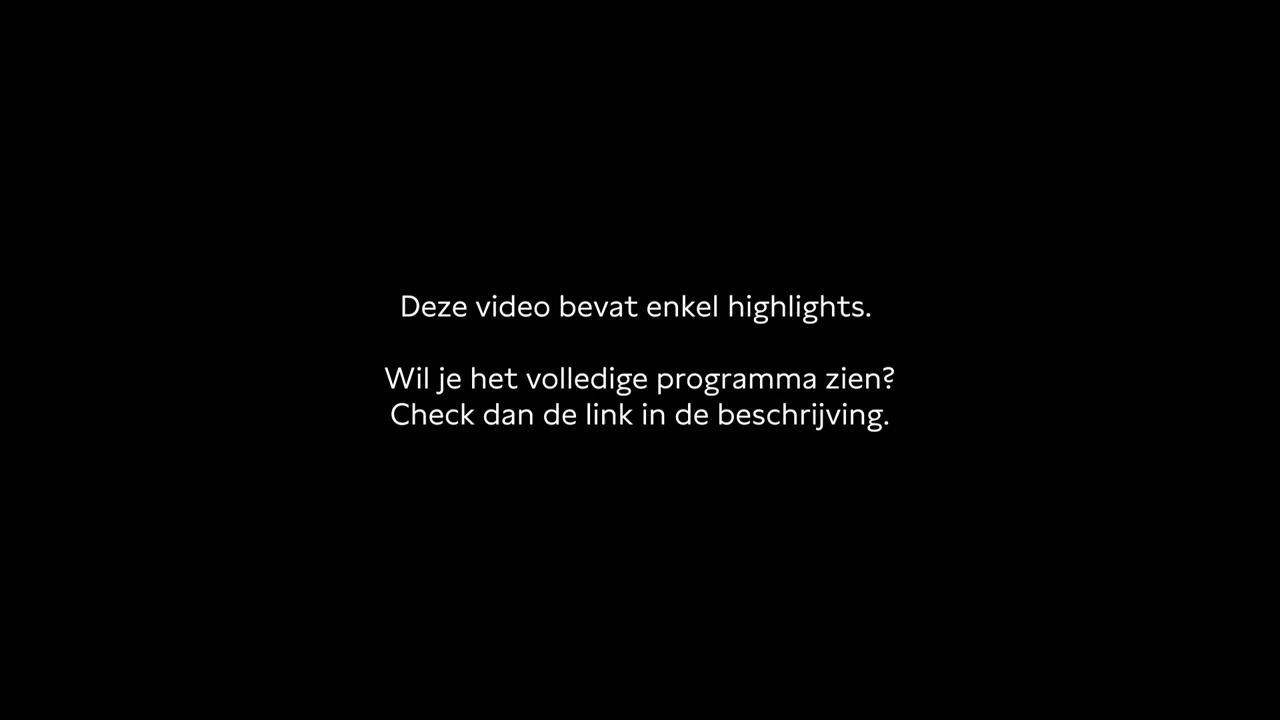 Deze video bevat enkel highlights.
Wil je het volledige programma zien?
Check dan de link in de beschrijving.